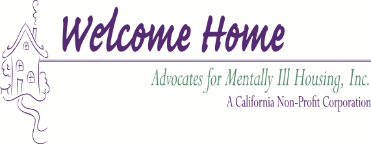 Welcome Home
Advocates for Mentally Ill Housing, Inc.
A California Non-Profit Corporation